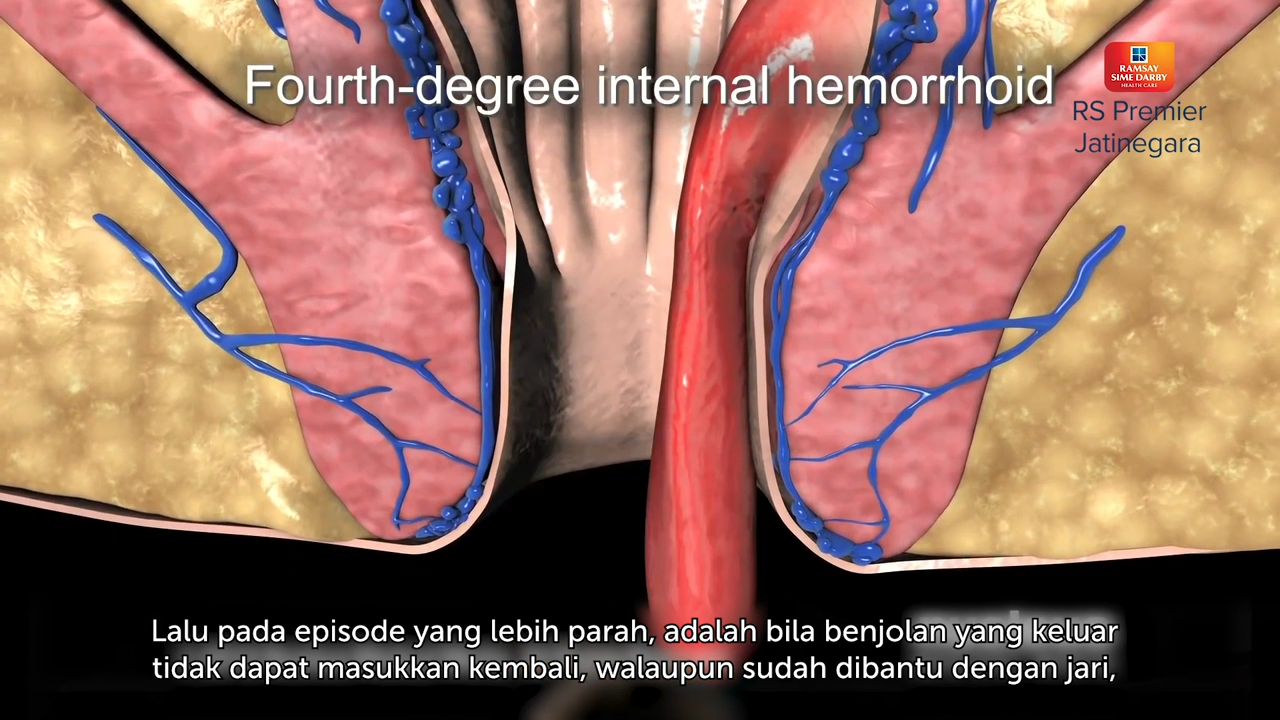 Fourth-degree internal hemorrhoid
RAMSAY
SIME DARBY
HEALTH CARE
RS Premier
Jatinegara
Lalu pada episode yang lebih parah, adalah bila benjolan yang keluar
tidak dapat masukkan kembali, walaupun sudah dibantu dengan jari,